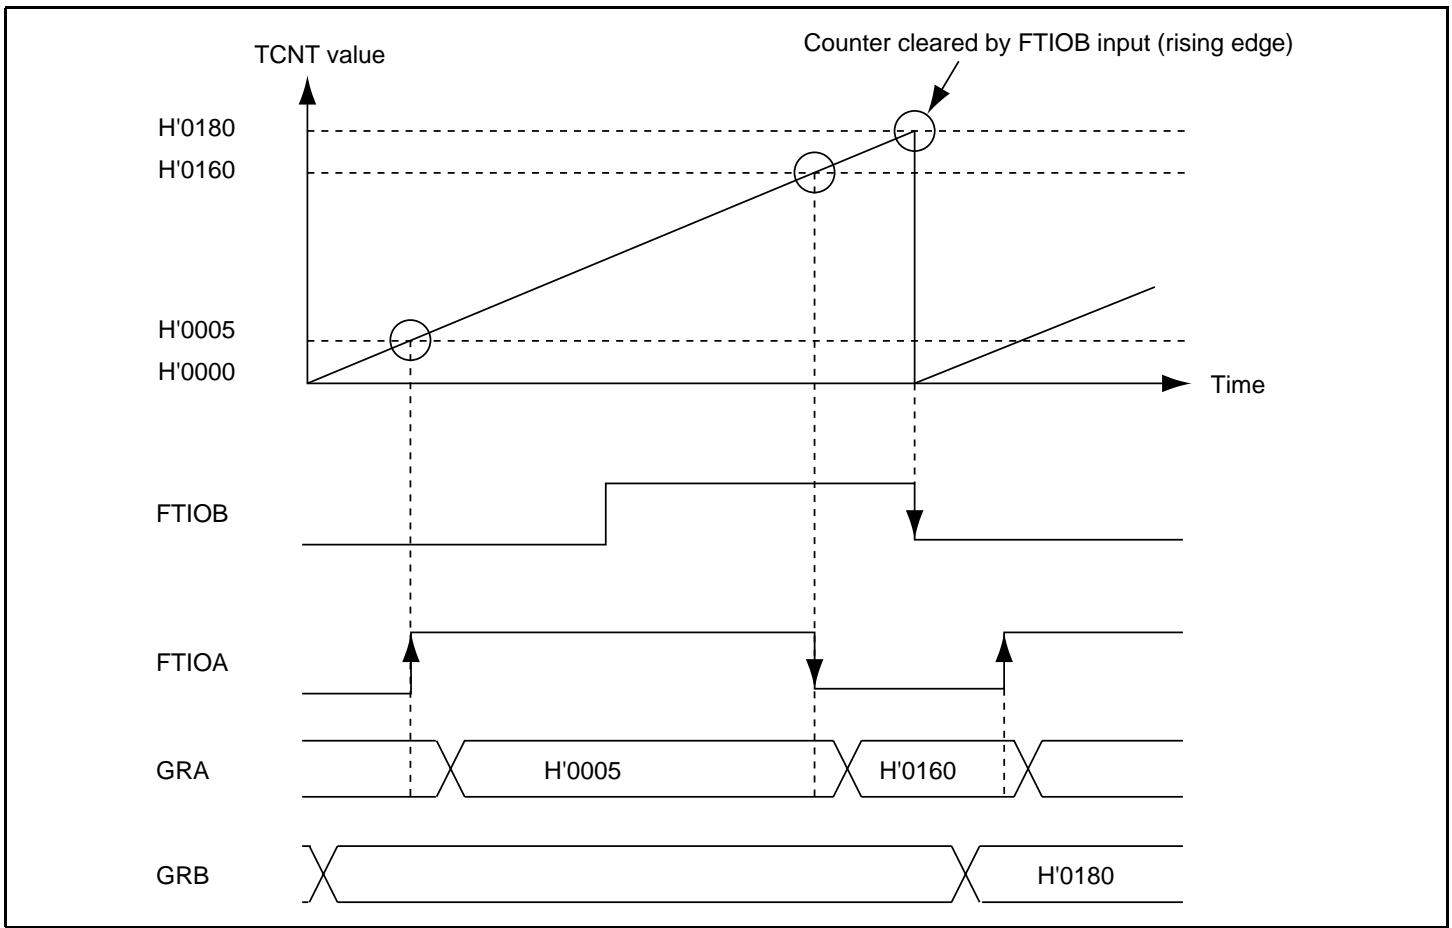 Counter cleared by FTIOB input (rising edge)
TCNT value
H'0180
H'0160
H'0005
H'0000
Time
FTIOB
FTIOA
GRA
H'0005
H'0160
GRB
H'0180